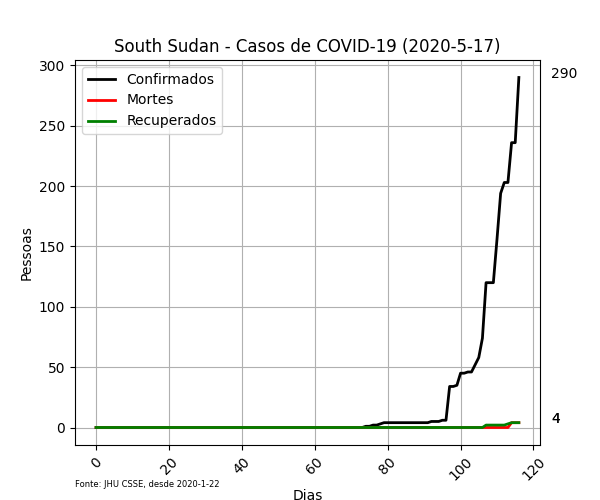 South Sudan - Casos de COVID-19 (2020-5-17)
Confirmados
Mortes
Recuperados
300
250
200
150
100
50
0
Pessoas
290
4
0
20
40
60
80
100
120
Dias
Fonte: JHU CSSE, desde 2020-1-22